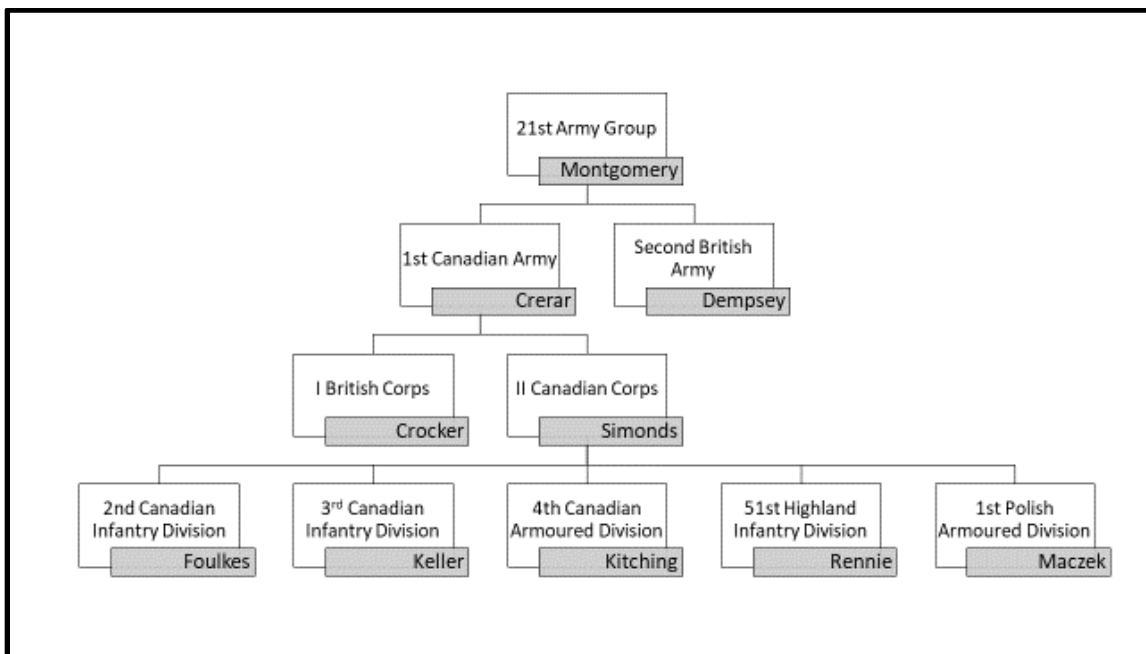 21st Army Group
Montgomery
1st Canadian Army
Crerar
Second British
Army
Dempsey
I British Corps
Crocker
II Canadian Corps
Simonds
2nd Canadian
Infantry Division
Foulkes
3rd Canadian
Infantry Division
Keller
4th Canadian
Armoured Division
Kitching
51st Highland
Infantry Division
Rennie
1st Polish
Armoured Division
Maczek